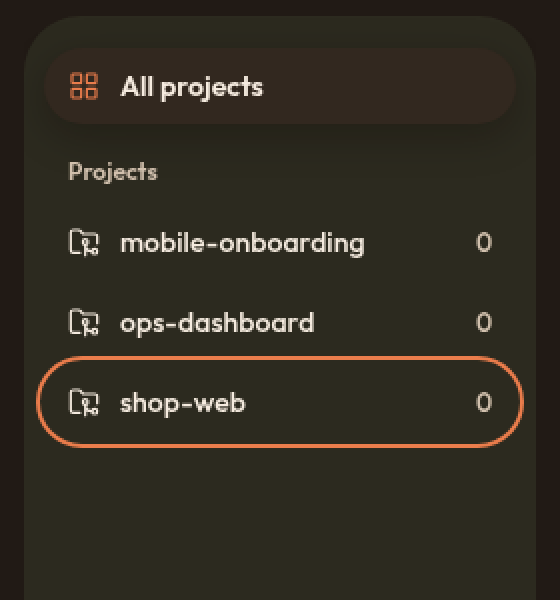 All projects
Projects
mobile-onboarding 0
ops-dashboard 0
shop-web 0